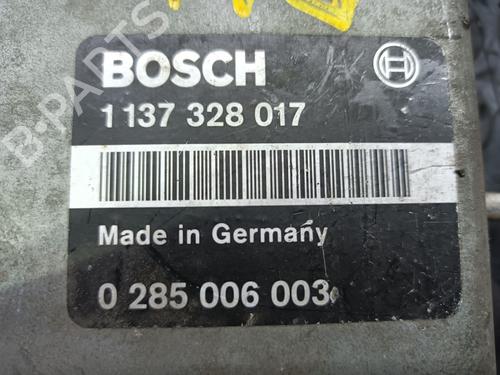 BOSCH
1 137 328 017
Made in Germany
0 285 006 003
B-PARTS